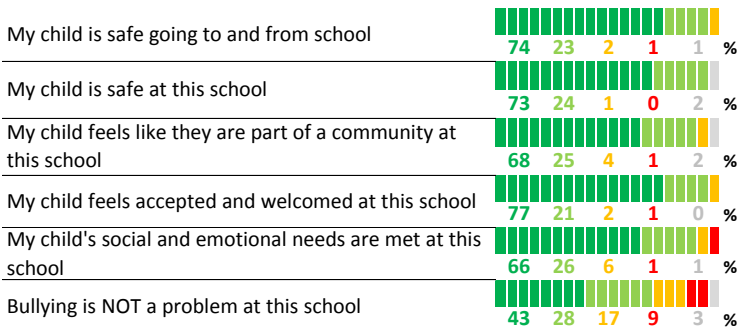 My child is safe going to and from school
74 23 2 1 1 %
My child is safe at this school
73 24 1 0 2 %
My child feels like they are part of a community at
this school
68 25 4 1 2 %
My child feels accepted and welcomed at this school
77 21 2 1 0 %
My child's social and emotional needs are met at this
school
66 26 6 1 1 %
Bullying is NOT a problem at this school
43 28 17 9 3 %